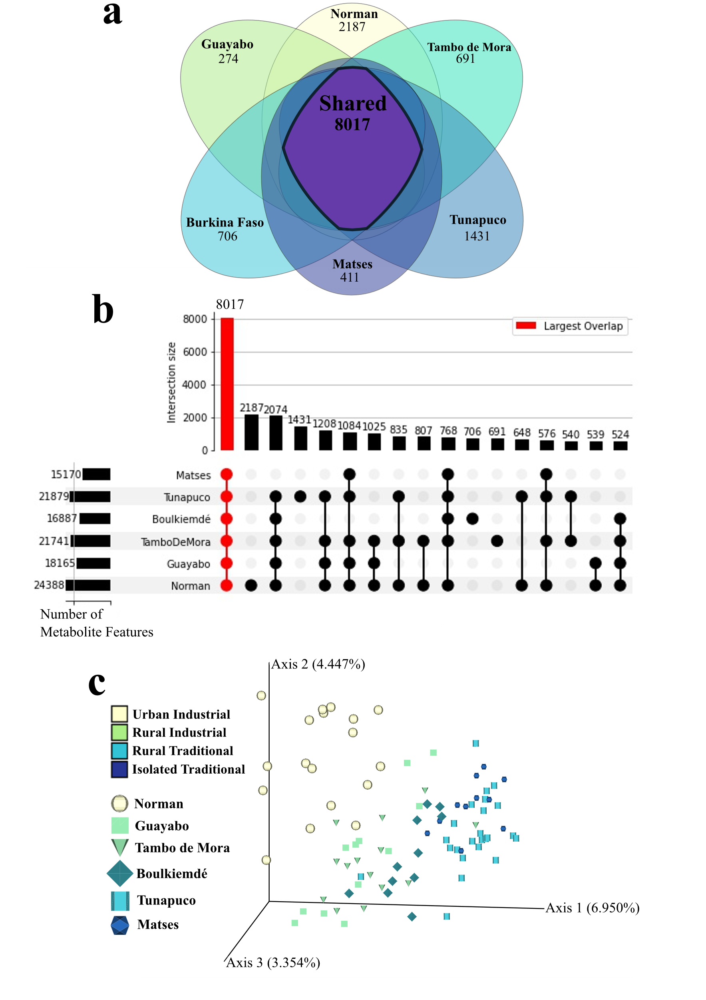 a
Norman
2187
Guayabo
274
Tambo de Mora
691
Shared
8017
Burkina Faso
706
Tunapuco
1431
Matses
411
b
8017
8000
6000
4000
2000
0
Intersection size
Largest Overlap
2187 2074 1431 1208 1084 1025 835 807 768 706 691 648 576 540 539 524
15170 Matses
21879 Tunapuco
16887 Boulkiemdé
21741 TamboDeMora
18165 Guayabo
24388 Norman
Number of
Metabolite Features
c
Axis 2 (4.447%)
Urban Industrial
Rural Industrial
Rural Traditional
Isolated Traditional
Norman
Guayabo
Tambo de Mora
Boulkiemdé
Tunapuco
Matses
Axis 1 (6.950%)
Axis 3 (3.354%)